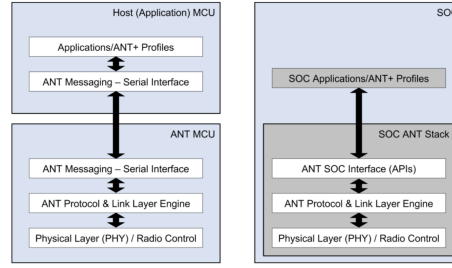 Host (Application) MCU
Applications/ANT+ Profiles
ANT Messaging – Serial Interface
ANT MCU
ANT Messaging – Serial Interface
ANT Protocol & Link Layer Engine
Physical Layer (PHY) / Radio Control
SOC Applications/ANT+ Profiles
SOC ANT Stack
ANT SOC Interface (APIs)
ANT Protocol & Link Layer Engine
Physical Layer (PHY) / Radio Control